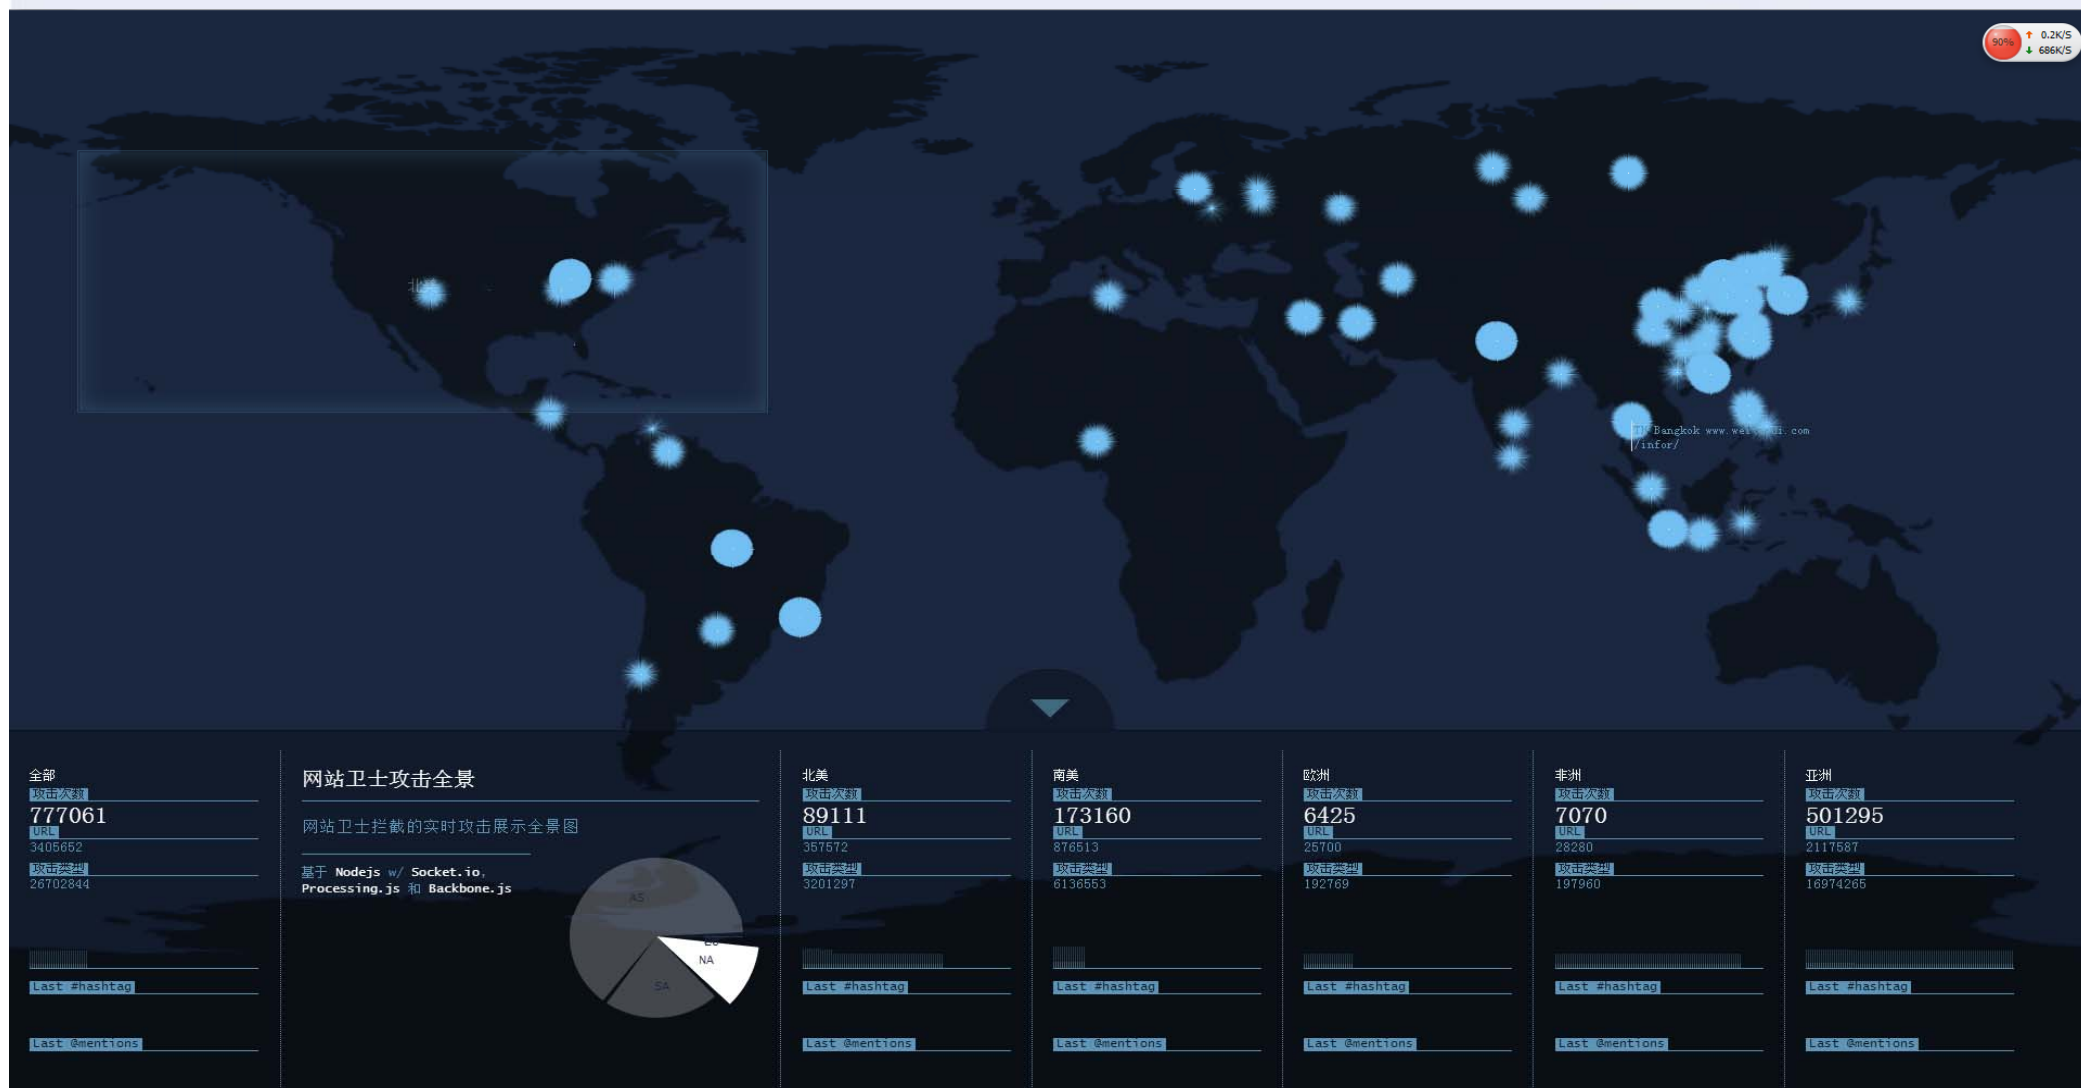 90%
0.2K/S
686K/S
Bangkok
/infor/
全部
攻击次数
777061
URL
3405652
攻击类型
26702844
Last #hashtag
Last @mentions
网站卫士攻击全景
网站卫士拦截的实时攻击展示全景图
基于 Nodejs w/ Socket.io,
Processing.js 和 Backbone.js
AS
EU
NA
SA
北美
攻击次数
89111
URL
357572
攻击类型
3201297
Last #hashtag
Last @mentions
南美
攻击次数
173160
URL
876513
攻击类型
6136553
Last #hashtag
Last @mentions
欧洲
攻击次数
6425
URL
25700
攻击类型
192769
Last #hashtag
Last @mentions
非洲
攻击次数
7070
URL
28280
攻击类型
197960
Last #hashtag
Last @mentions
亚洲
攻击次数
501295
URL
2117587
攻击类型
16974265
Last #hashtag
Last @mentions